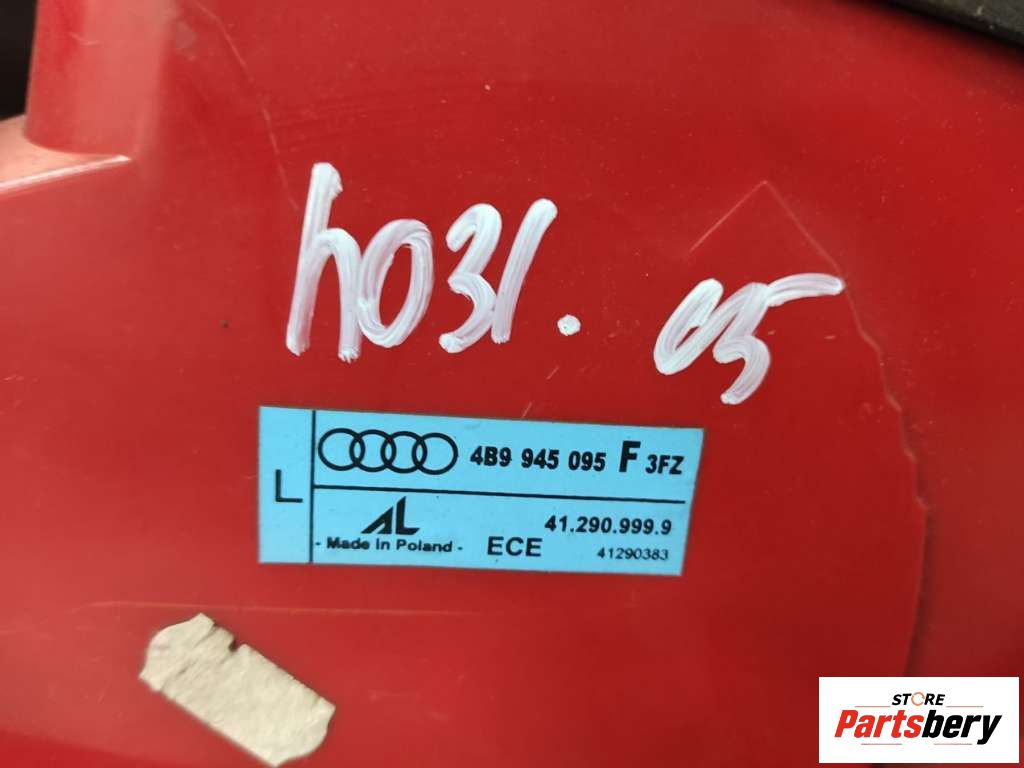 h031.05
L
4B9 945 095 F 3FZ
AL
41.290.999.9
- Made In Poland - ECE 41290383
STORE
Partsbery